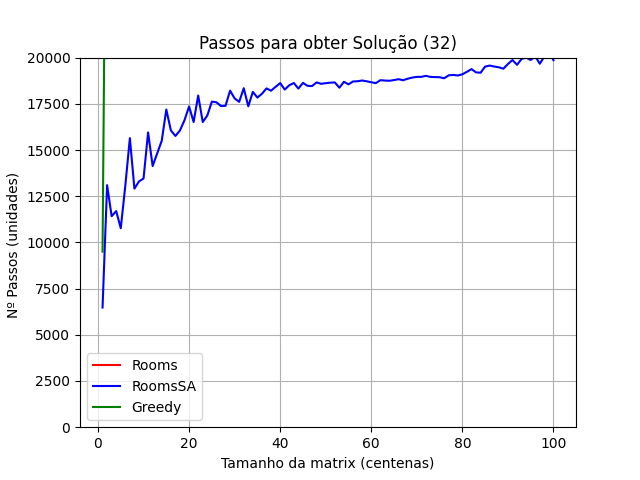 Passos para obter Solução (32)
20000
17500
15000
12500
10000
7500
5000
2500
0
Nº Passos (unidades)
Rooms
RoomsSA
Greedy
0 20 40 60 80 100
Tamanho da matrix (centenas)